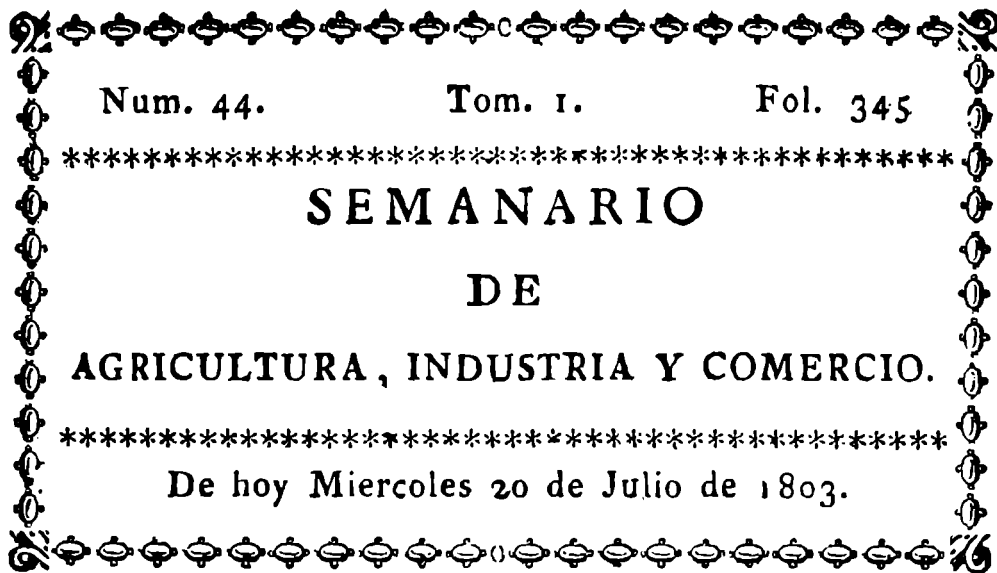 Num. 44. Tom. 1. Fol. 345
SEMANARIO
DE
AGRICULTURA, INDUSTRIA Y COMERCIO.
De hoy Miercoles 20 de Julio de 1803.